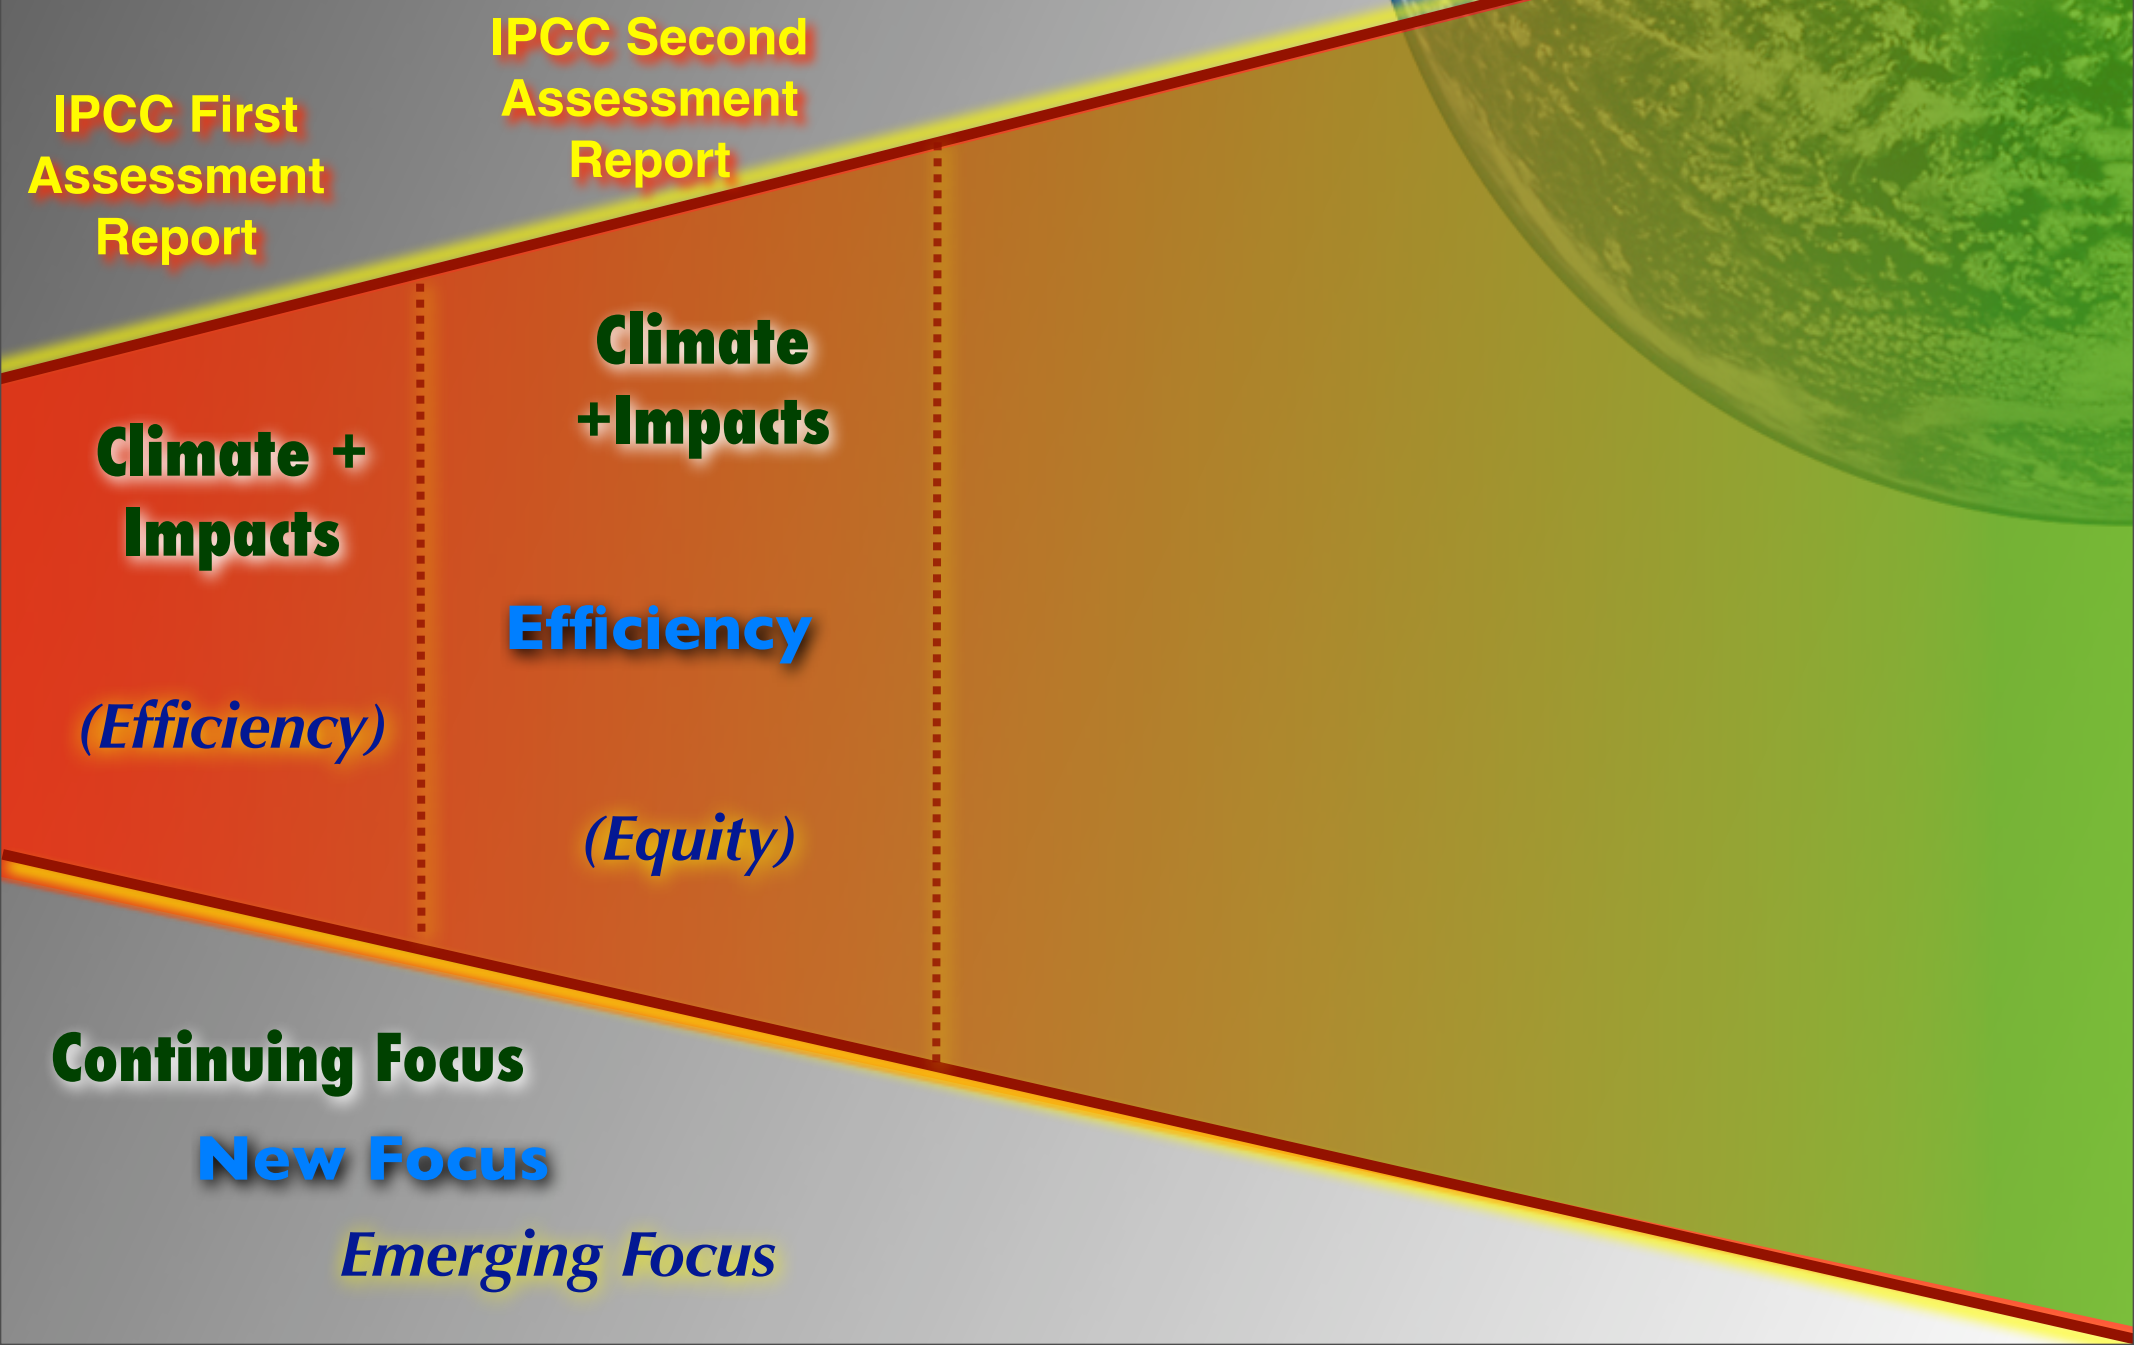 IPCC First
Assessment
Report
IPCC Second
Assessment
Report
Climate +
Impacts
(Efficiency)
Climate
+Impacts
Efficiency
(Equity)
Continuing Focus
New Focus
Emerging Focus